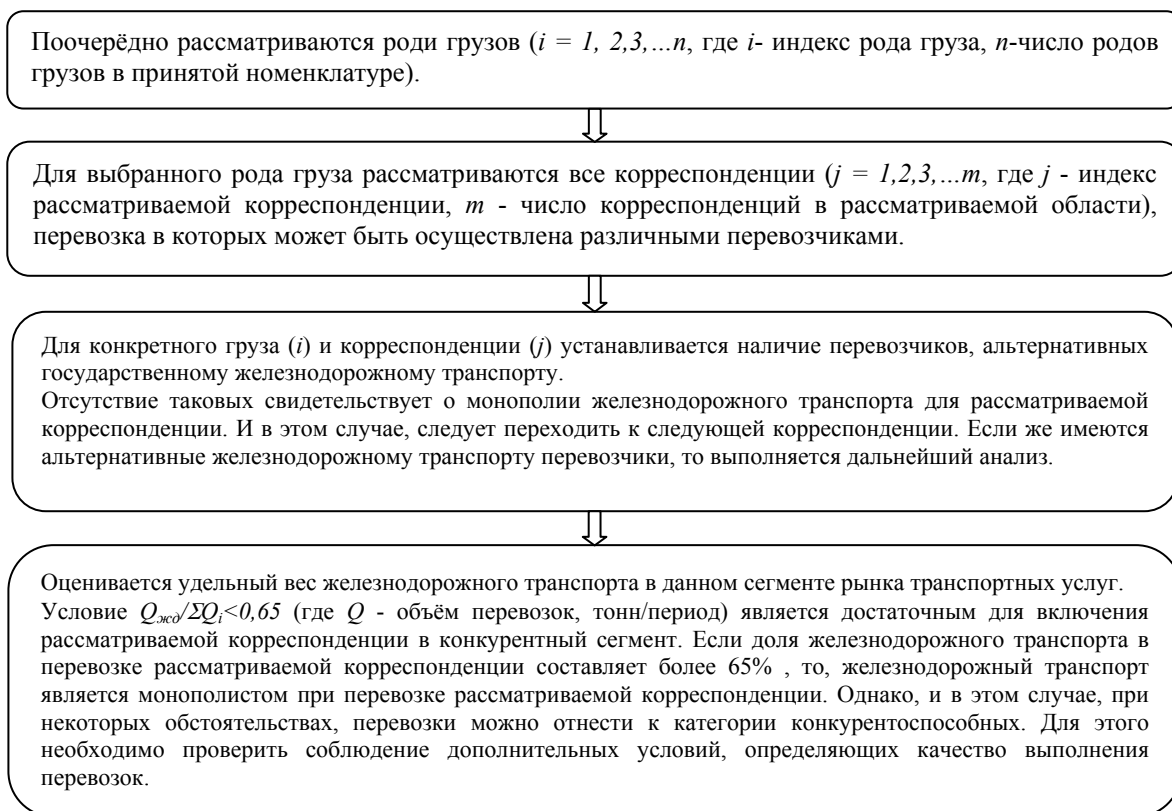 Поочерёдно рассматриваются роди грузов (i = 1, 2,3,...n, где i- индекс рода груза, n-число родов
грузов в принятой номенклатуре).
Для выбранного рода груза рассматриваются все корреспонденции (j = 1,2,3,...m, где j - индекс
рассматриваемой корреспонденции, m - число корреспонденций в рассматриваемой области),
перевозка в которых может быть осуществлена различными перевозчиками.
Для конкретного груза (i) и корреспонденции (j) устанавливается наличие перевозчиков, альтернативных
государственному железнодорожному транспорту.
Отсутствие таковых свидетельствует о монополии железнодорожного транспорта для рассматриваемой
корреспонденции. И в этом случае, следует переходить к следующей корреспонденции. Если же имеются
альтернативные железнодорожному транспорту перевозчики, то выполняется дальнейший анализ.
Оценивается удельный вес железнодорожного транспорта в данном сегменте рынка транспортных услуг.
Условие Qжд/ΣQi<0,65 (где Q - объём перевозок, тонн/период) является достаточным для включения
рассматриваемой корреспонденции в конкурентный сегмент. Если доля железнодорожного транспорта в
перевозке рассматриваемой корреспонденции составляет более 65% , то, железнодорожный транспорт
является монополистом при перевозке рассматриваемой корреспонденции. Однако, и в этом случае, при
некоторых обстоятельствах, перевозки можно отнести к категории конкурентоспособных. Для этого
необходимо проверить соблюдение дополнительных условий, определяющих качество выполнения
перевозок.